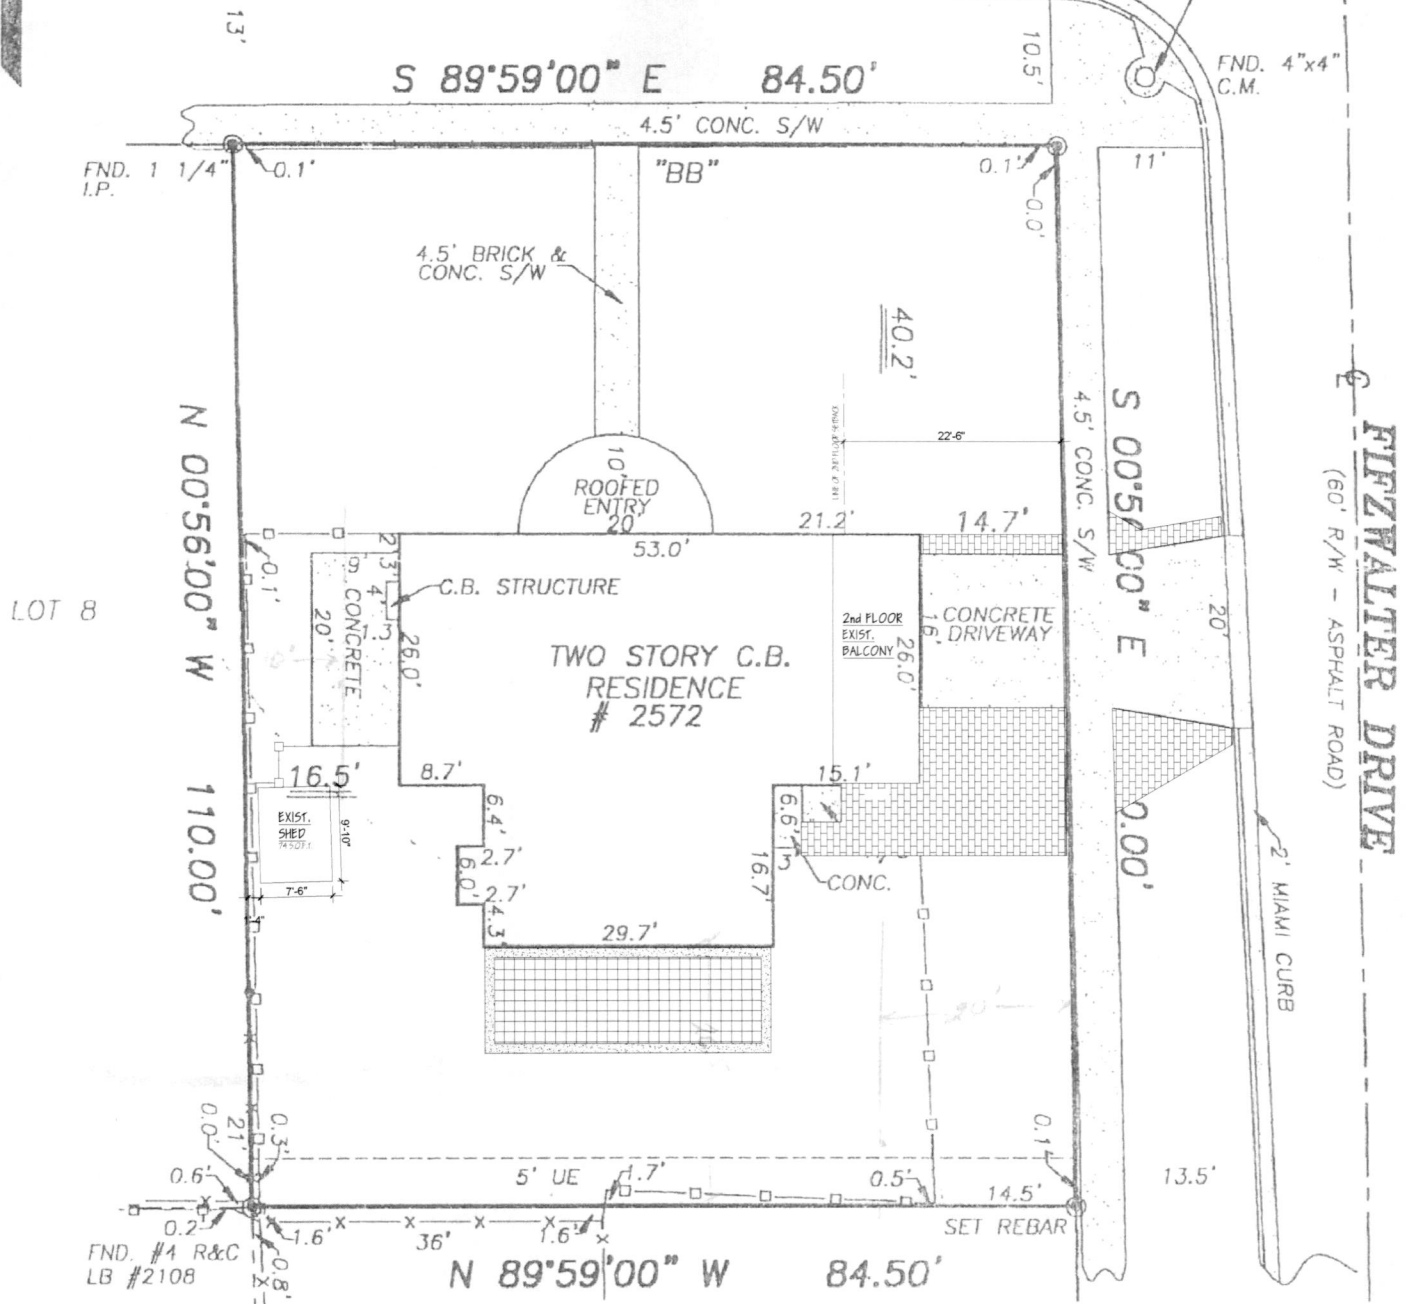 13'
S 89°59'00" E 84.50'
10.5'
FND. 4"x4"
C.M.
4.5' CONC. S/W
FND. 1 1/4"
I.P.
0.1'
"BB"
0.1'
0.0'
11'
4.5' BRICK &
CONC. S/W
40.2'
22'-6"
4.5' CONC. S/W
℄
FIFZWALTER DRIVE
(60' R/W - ASPHALT ROAD)
10'
ROOFED
ENTRY
20'
21.2'
14.7'
53.0'
N 00°56'00" W 110.00'
0.1'
9'
2.3'
4'
1.3
C.B. STRUCTURE
20'
CONCRETE
26.0'
LOT 8
TWO STORY C.B.
RESIDENCE
# 2572
2nd FLOOR
EXIST.
BALCONY
26.0'
16'
CONCRETE
DRIVEWAY
20'
16.5'
8.7'
15.1'
EXIST.
SHED
9'-10"
7'-6"
6.4'
2.7'
6.0'
2.7'
4.3'
6.6'
3
16.7'
CONC.
29.7'
2' MIAMI CURB
0.0'
21'
0.3'
0.6'
5' UE
1.7'
0.5'
14.5'
0.1'
13.5'
0.2'
1.6'
36'
1.6'
SET REBAR
FND. #4 R&C
LB #2108
0.8'
N 89°59'00" W 84.50'